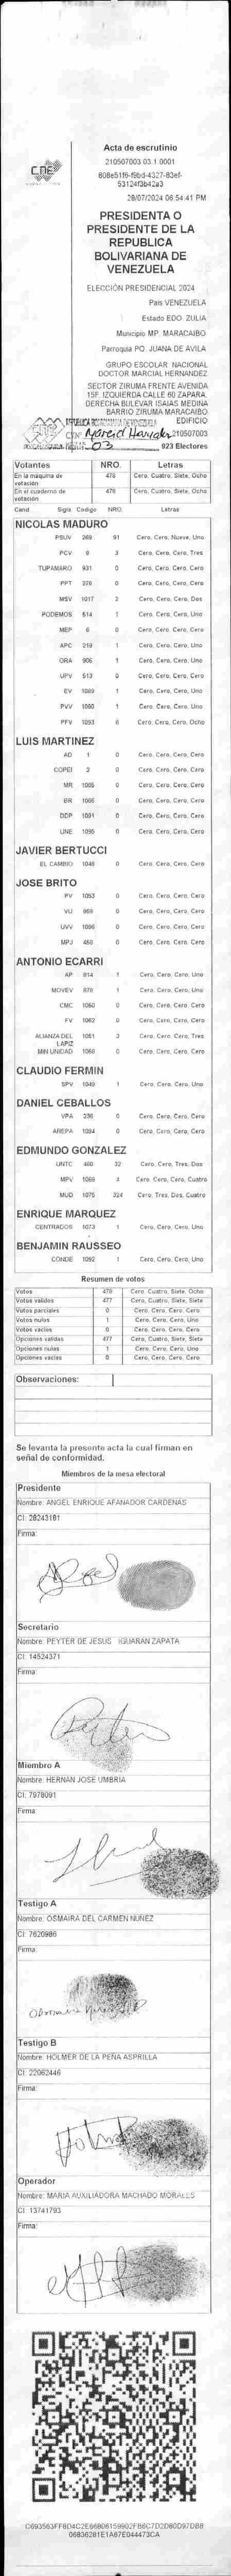 CNE
Acta de escrutinio
210507003.03.1.0001
28/07/2024 06:54:41 PM
PRESIDENTA O
PRESIDENTE DE LA
REPUBLICA
BOLIVARIANA DE
VENEZUELA
ELECCIÓN PRESIDENCIAL 2024
Pais VENEZUELA
Estado EDO. ZULIA
Municipio MP. MARACAIBO
Parroquia PQ. JUANA DE AVILA
GRUPO ESCOLAR NACIONAL
DOCTOR MARCIAL HERNANDEZ
SECTOR ZIRUMA FRENTE AVENIDA
15F. IZQUIERDA CALLE 60 ZAPARA.
DERECHA BULEVAR ISAIAS MEDINA
BARRIO ZIRUMA MARACAIBO
EDIFICIO
210507003
03
923 Electores
Votantes NRO. Letras
En la máquina de votación 478 Cero, Cuatro, Siete, Ocho
En el cuaderno de votación 478 Cero, Cuatro, Siete, Ocho
Cand Sigla Codigo NRO. Letras
NICOLAS MADURO
PSUV 269 91 Cero, Cero, Nueve, Uno
PCV 9 3 Cero, Cero, Cero, Tres
TUPAMARO 931 0 Cero, Cero, Cero, Cero
PPT 276 0 Cero, Cero, Cero, Cero
MSV 1017 2 Cero, Cero, Cero, Dos
PODEMOS 514 1 Cero, Cero, Cero, Uno
MEP 6 0 Cero, Cero, Cero, Cero
APC 219 1 Cero, Cero, Cero, Uno
ORA 906 1 Cero, Cero, Cero, Uno
UPV 513 0 Cero, Cero, Cero, Cero
EV 1089 1 Cero, Cero, Cero, Uno
PVV 1090 1 Cero, Cero, Cero, Uno
PFV 8 Cero, Cero, Cero, Ocho
LUIS MARTINEZ
AD 1 0 Cero, Cero, Cero, Cero
COPEI 2 0 Cero, Cero, Cero, Cero
MR 1005 0 Cero, Cero, Cero, Cero
BR 1006 0 Cero, Cero, Cero, Cero
DDP 1091 0 Cero, Cero, Cero, Cero
UNE 1095 0 Cero, Cero, Cero, Cero
JAVIER BERTUCCI
EL CAMBIO 1048 0 Cero, Cero, Cero, Cero
JOSE BRITO
PV 1053 0 Cero, Cero, Cero, Cero
VU 969 0 Cero, Cero, Cero, Cero
UVV 1096 0 Cero, Cero, Cero, Cero
MPJ 458 0 Cero, Cero, Cero, Cero
ANTONIO ECARRI
AP 814 1 Cero, Cero, Cero, Uno
MOVEV 876 1 Cero, Cero, Cero, Uno
CMC 1050 0 Cero, Cero, Cero, Cero
FV 1062 0 Cero, Cero, Cero, Cero
ALIANZA DEL LAPIZ 1051 3 Cero, Cero, Cero, Tres
MIN UNIDAD 1069 0 Cero, Cero, Cero, Cero
CLAUDIO FERMIN
SPV 1049 1 Cero, Cero, Cero, Uno
DANIEL CEBALLOS
VPA 236 0 Cero, Cero, Cero, Cero
AREPA 1094 0 Cero, Cero, Cero, Cero
EDMUNDO GONZALEZ
UNTC 460 32 Cero, Cero, Tres, Dos
MPV 1068 4 Cero, Cero, Cero, Cuatro
MUD 1075 324 Cero, Tres, Dos, Cuatro
ENRIQUE MARQUEZ
CENTRADOS 1073 1 Cero, Cero, Cero, Uno
BENJAMIN RAUSSEO
CONDE 1092 1 Cero, Cero, Cero, Uno
Resumen de votos
Votos 478 Cero, Cuatro, Siete, Ocho
Votos validos 477 Cero, Cuatro, Siete, Siete
Votos parciales 0 Cero, Cero, Cero, Cero
Votos nulos 1 Cero, Cero, Cero, Uno
Votos vacios 0 Cero, Cero, Cero, Cero
Opciones validas 477 Cero, Cuatro, Siete, Siete
Opciones nulas 1 Cero, Cero, Cero, Uno
Opciones vacias 0 Cero, Cero, Cero, Cero
Observaciones:
Se levanta la presente acta la cual firman en
señal de conformidad.
Miembros de la mesa electoral
Presidente
Nombre: ANGEL ENRIQUE AFANADOR CARDENAS
CI: 28243181
Firma:
Secretario
Nombre: PEYTER DE JESUS IGUARAN ZAPATA
CI: 14524371
Firma:
Miembro A
Nombre: HERNAN JOSE UMBRIA
CI: 7978091
Firma:
Testigo A
Nombre: OSMAIRA DEL CARMEN NUÑEZ
CI: 7620986
Firma:
Testigo B
Nombre: HOLMER DE LA PEÑA ASPRILLA
CI: 22062446
Firma:
Operador
Nombre: MARIA AUXILIADORA MACHADO MORALES
CI: 13741793
Firma: